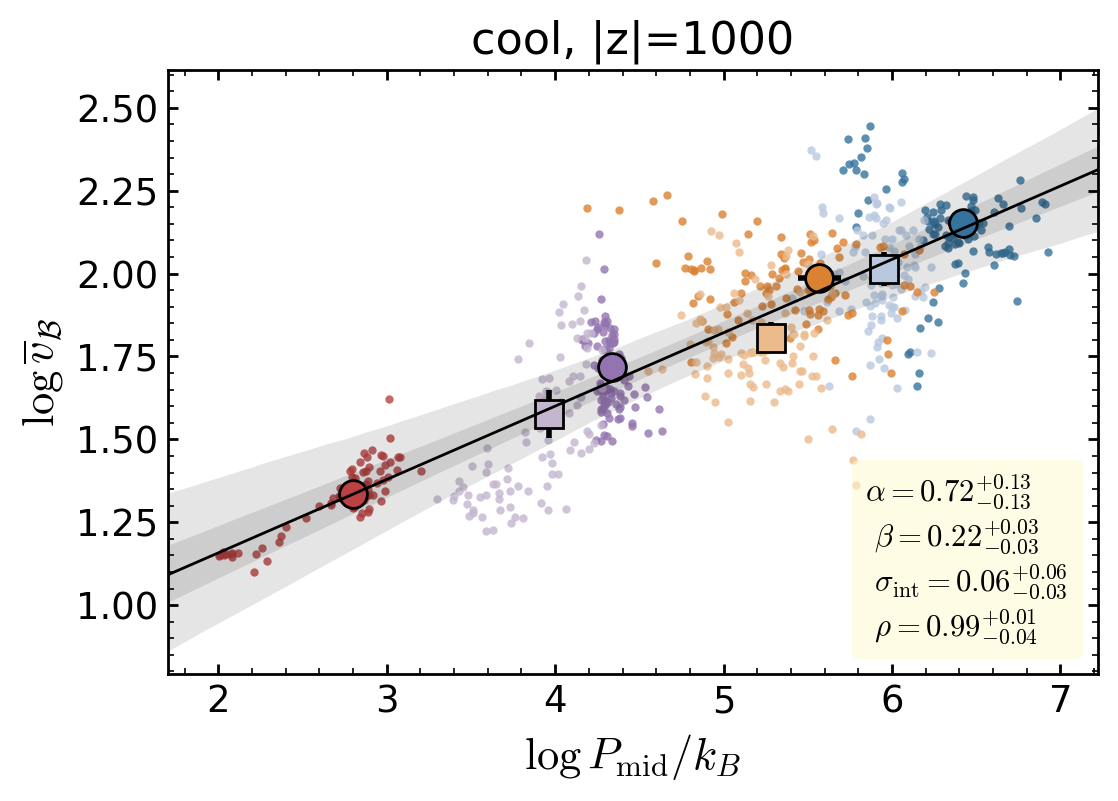 cool, |z|=1000
log v̅_ℬ
2.50
2.25
2.00
1.75
1.50
1.25
1.00
α = 0.72^{+0.13}_{−0.13}
β = 0.22^{+0.03}_{−0.03}
σ_int = 0.06^{+0.06}_{−0.03}
ρ = 0.99^{+0.01}_{−0.04}
2 3 4 5 6 7
log P_mid/k_B